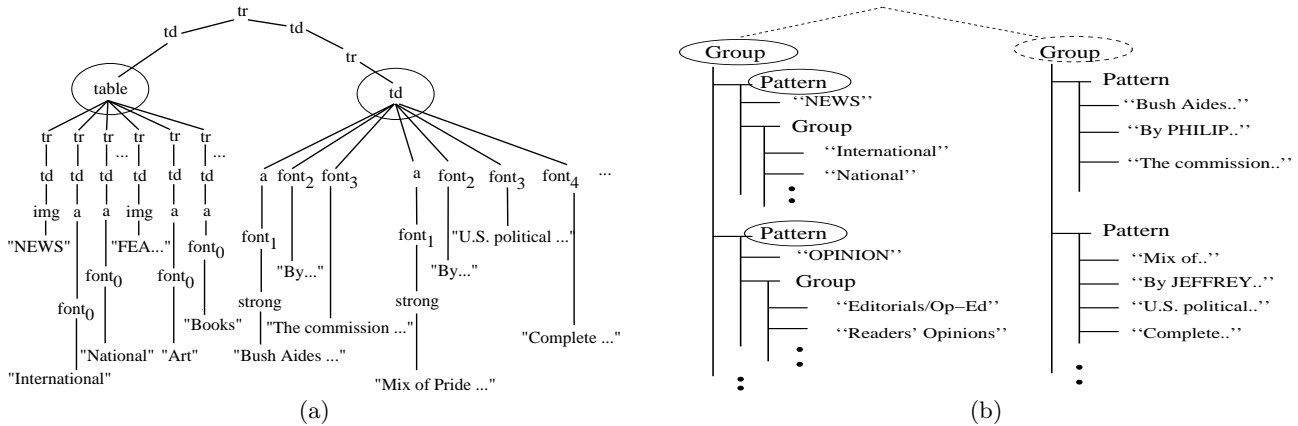 tr
td td
tr
table td
tr tr tr tr tr tr
... ...
td td td td td td
a font2 font3 a font2 font3 font4 ...
img a a img a a
"NEWS" "FEA..." font0
font1 font1 "U.S. political ..."
font0 font0 "By..." "By..."
font0 strong strong
"Books" "The commission ..." "Complete ..."
"National" "Art" "Bush Aides ..."
"International" "Mix of Pride ..."
(a)
Group
Pattern
‘‘NEWS’’
Group
‘‘International’’
‘‘National’’
Pattern
‘‘OPINION’’
Group
‘‘Editorials/Op−Ed’’
‘‘Readers’ Opinions’’
Group
Pattern
‘‘Bush Aides..’’
‘‘By PHILIP..’’
‘‘The commission..’’
Pattern
‘‘Mix of..’’
‘‘By JEFFREY..’’
‘‘U.S. political..’’
‘‘Complete..’’
(b)